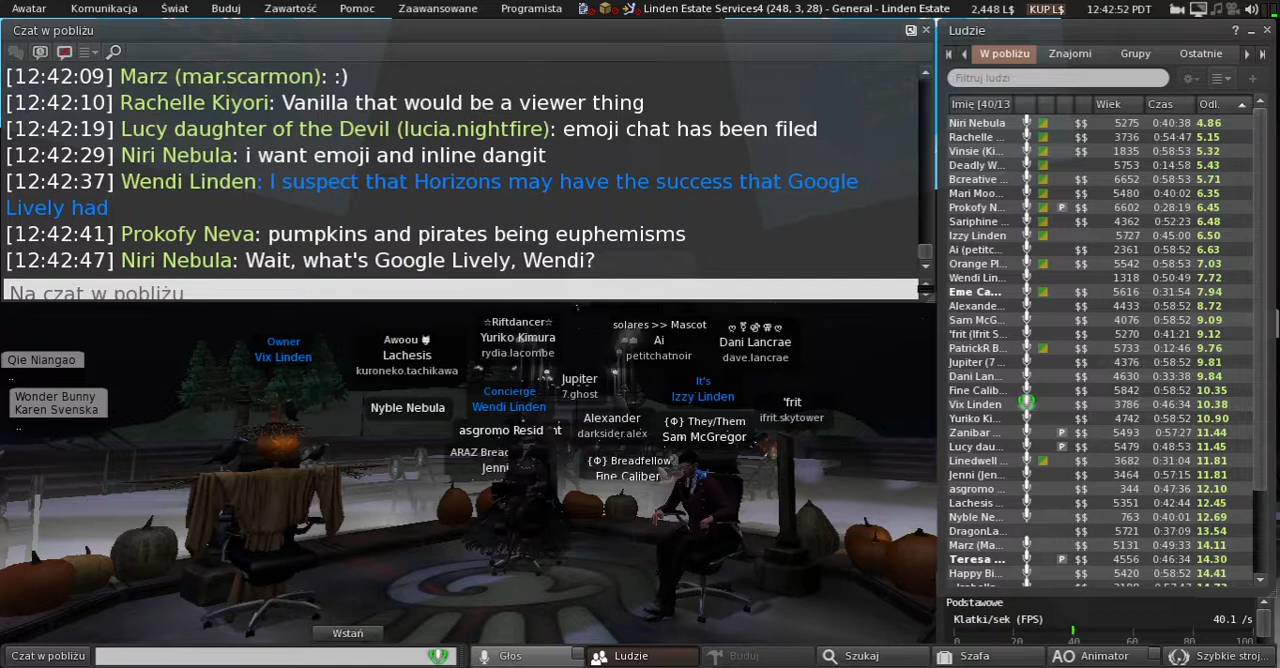 Awatar Komunikacja Świat Buduj Zawartość Pomoc Zaawansowane Programista Linden Estate Services4 (248, 3, 28) - General - Linden Estate 2,448 L$ KUP L$ 12:42:52 PDT
Czat w pobliżu
[12:42:09] Marz (mar.scarmon): :)
[12:42:10] Rachelle Kiyori: Vanilla that would be a viewer thing
[12:42:19] Lucy daughter of the Devil (lucia.nightfire): emoji chat has been filed
[12:42:29] Niri Nebula: i want emoji and inline dangit
[12:42:37] Wendi Linden: I suspect that Horizons may have the success that Google
Lively had
[12:42:41] Prokofy Neva: pumpkins and pirates being euphemisms
[12:42:47] Niri Nebula: Wait, what's Google Lively, Wendi?
Na czat w pobliżu
Qie Niangao
..
Wonder Bunny
Karen Svenska
..
Owner
Vix Linden
Awoou
Lachesis
kuroneko.tachikawa
Nyble Nebula
☆Riftdancer☆
Yuriko Kimura
rydia.lacombe
Concierge
Wendi Linden
asgromo Resid
ARAZ Breac
Jenni
Jupiter
7.ghost
Alexander
darksider.alex
{Φ} Breadfellow
Fine Caliber
solares >> Mascot
Ai
petitchatnoir
It's
Izzy Linden
{Φ} They/Them
Sam McGregor
Dani Lancrae
dave.lancrae
'frit
ifrit.skytower
Wstań
Ludzie
W pobliżu Znajomi Grupy Ostatnie
Filtruj ludzi
Imię [40/13 Wiek Czas Odl.
Niri Nebula $$ 5275 0:40:38 4.86
Rachelle ... $$ 3736 0:54:47 5.15
Vinsie (Ki... $$ 1835 0:58:53 5.32
Deadly W... 5753 0:14:58 5.43
Bcreative ... $$ 6652 0:58:53 5.71
Mari Moo... $$ 5480 0:40:02 6.35
Prokofy N... P $$ 6602 0:28:19 6.45
Sariphine ... $$ 4362 0:52:23 6.48
Izzy Linden 5727 0:45:00 6.50
Ai (petitc... $$ 2361 0:58:52 6.63
Orange Pl... $$ 5542 0:58:53 7.03
Wendi Lin... 1318 0:50:49 7.72
Eme Ca... $$ 5616 0:31:54 7.94
Alexande... $$ 4433 0:58:52 8.72
Sam McG... $$ 4679 0:58:52 9.09
'frit (Ifrit S... $$ 5270 0:41:21 9.12
PatrickR B... $$ 5733 0:12:46 9.76
Jupiter (7 ... $$ 4376 0:58:52 9.81
Dani Lan... $$ 4630 0:33:38 9.84
Fine Calib... $$ 5842 0:58:52 10.35
Vix Linden $$ 3786 0:46:34 10.38
Yuriko Ki... $$ 4742 0:58:52 10.90
Zanibar ... P $$ 5493 0:57:27 11.44
Lucy dau... P $$ 5479 0:48:53 11.45
Linedwell ... $$ 3682 0:31:04 11.81
Jenni (Jen... $$ 3464 0:57:15 11.81
asgromo ... $$ 344 0:47:36 12.10
Lachesis ... $$ 5351 0:42:44 12.45
Nyble Ne... $$ 763 0:40:01 12.69
DragonLa... $$ 5721 0:37:09 13.54
Marz (Ma... $$ 5131 0:49:33 14.11
Teresa ... P $$ 4556 0:46:34 14.30
Happy Bi... $$ 5420 0:58:52 14.41
Podstawowe
Klatki/sek (FPS) 40.1 /s
0 20 40 60 80 100
Czat w pobliżu Głos Ludzie Buduj Szukaj Szafa AO Animator Szybkie stroj...